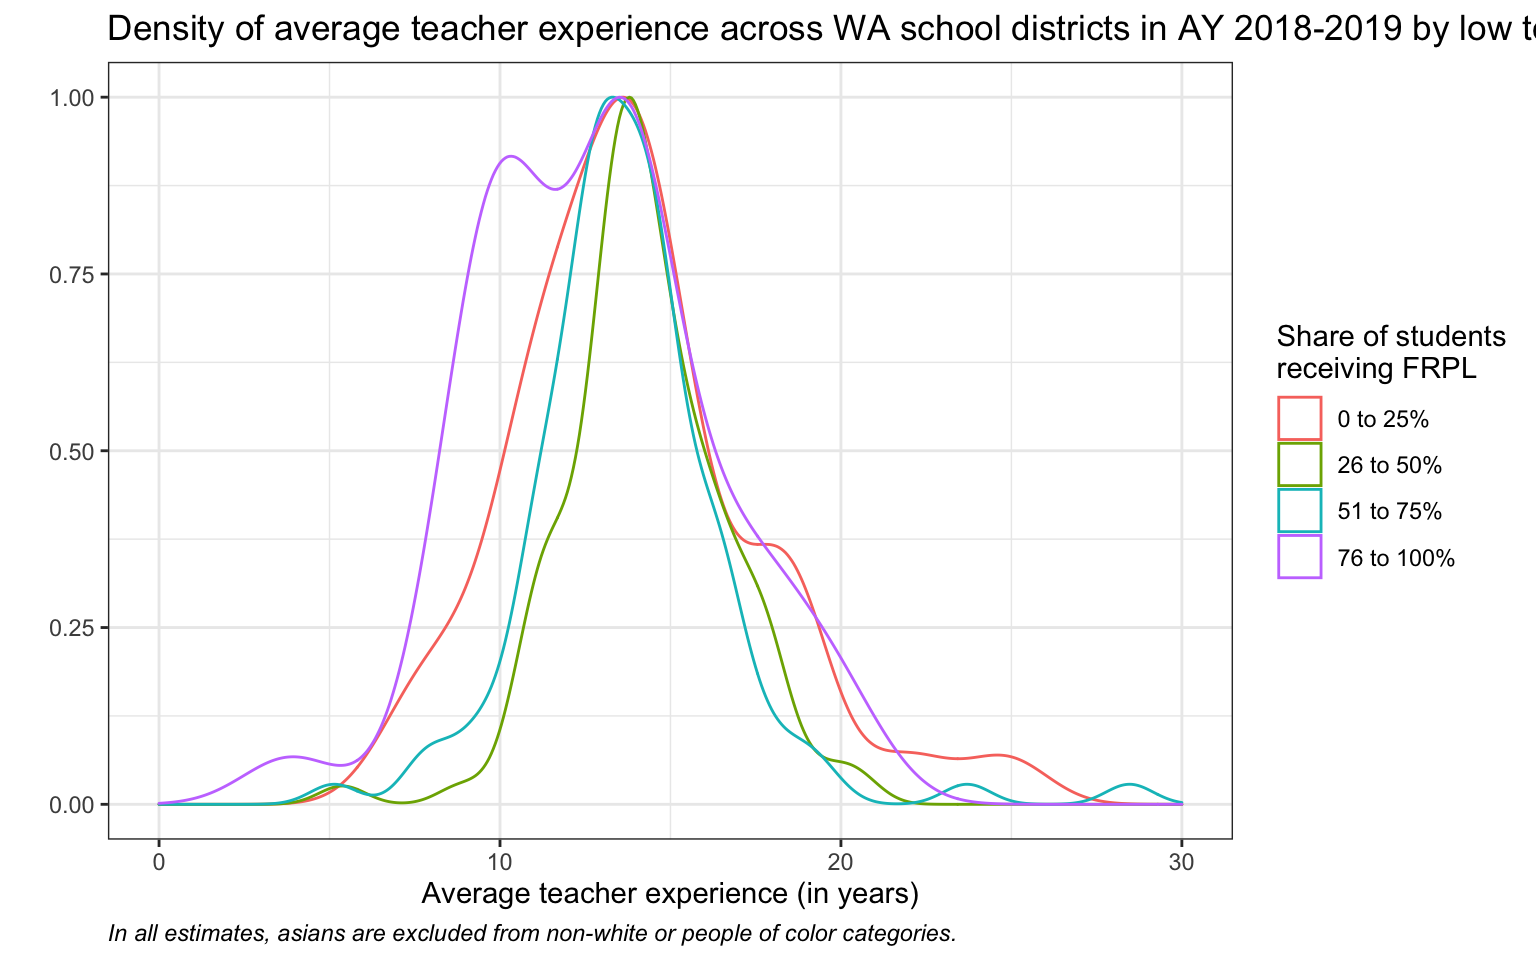 Density of average teacher experience across WA school districts in AY 2018-2019 by low
1.00
0.75
0.50
0.25
0.00
0
10
20
30
Average teacher experience (in years)
In all estimates, asians are excluded from non-white or people of color categories.
Share of students
receiving FRPL
0 to 25%
26 to 50%
51 to 75%
76 to 100%